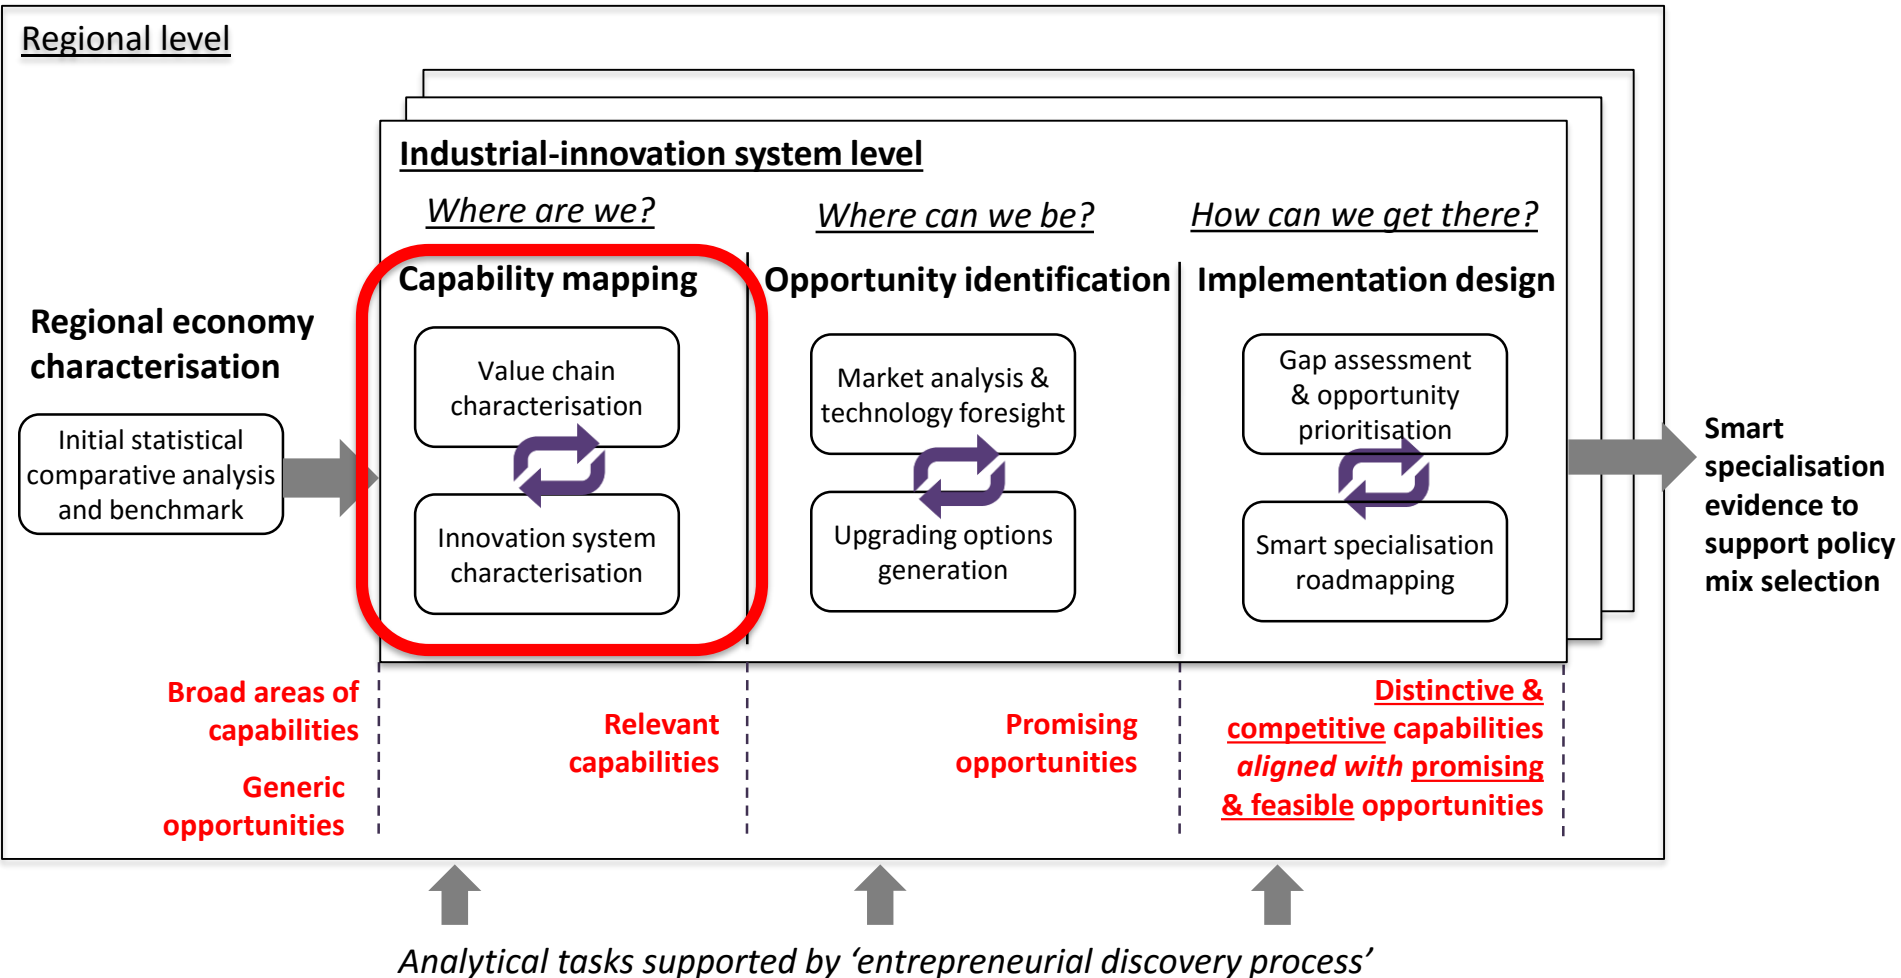 Regional level
Industrial-innovation system level
Where are we?
Where can we be?
How can we get there?
Capability mapping
Opportunity identification
Implementation design
Regional economy
characterisation
Initial statistical
comparative analysis
and benchmark
Value chain
characterisation
Innovation system
characterisation
Market analysis &
technology foresight
Upgrading options
generation
Gap assessment
& opportunity
prioritisation
Smart specialisation
roadmapping
Smart
specialisation
evidence to
support policy
mix selection
Broad areas of
capabilities
Generic
opportunities
Relevant
capabilities
Promising
opportunities
Distinctive &
competitive capabilities
aligned with promising
& feasible opportunities
Analytical tasks supported by ‘entrepreneurial discovery process’